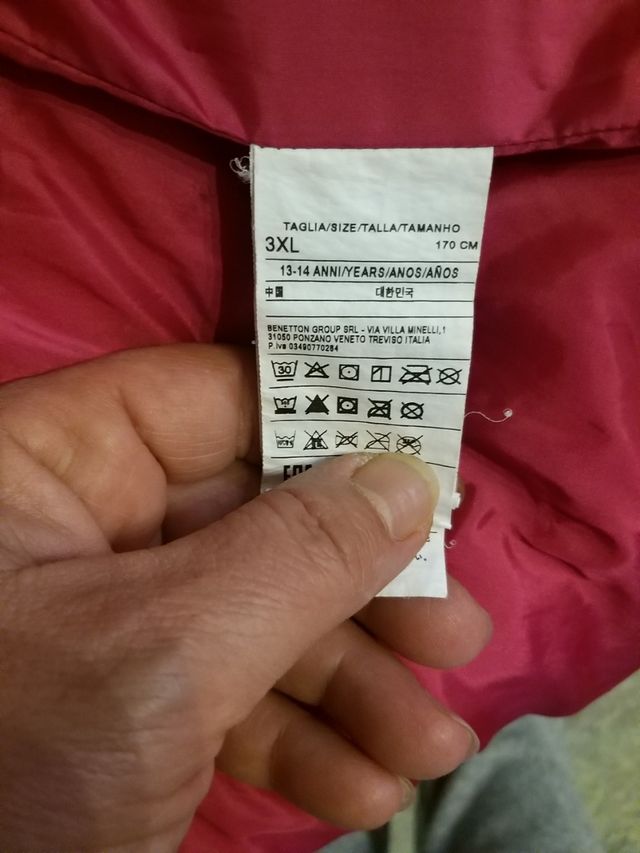 TAGLIA/SIZE/TALLA/TAMANHO
3XL 170 CM
13-14 ANNI/YEARS/ANOS/AÑOS
中国 대한민국
BENETTON GROUP SRL - VIA VILLA MINELLI,1
31050 PONZANO VENETO TREVISO ITALIA
P.iva 03490770264
30